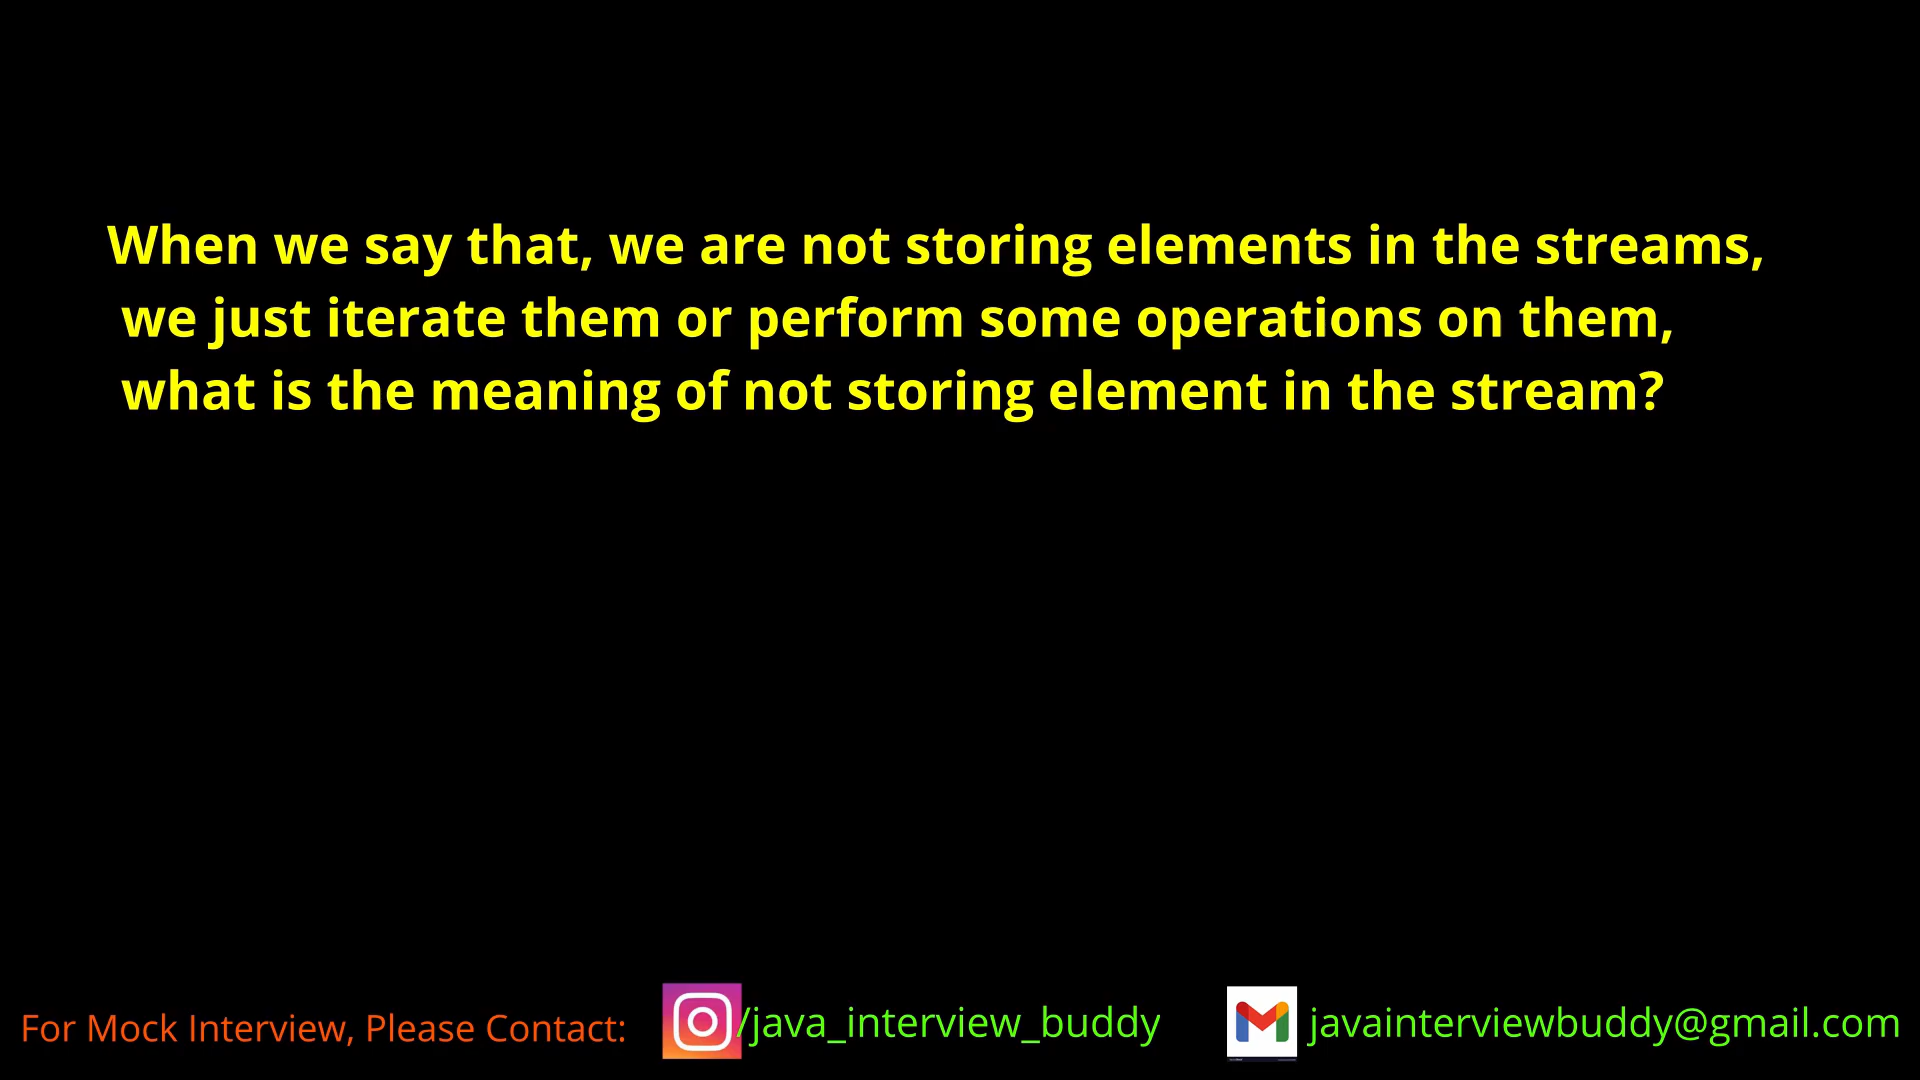 When we say that, we are not storing elements in the streams,
we just iterate them or perform some operations on them,
what is the meaning of not storing element in the stream?
For Mock Interview, Please Contact: /java_interview_buddy javainterviewbuddy@gmail.com